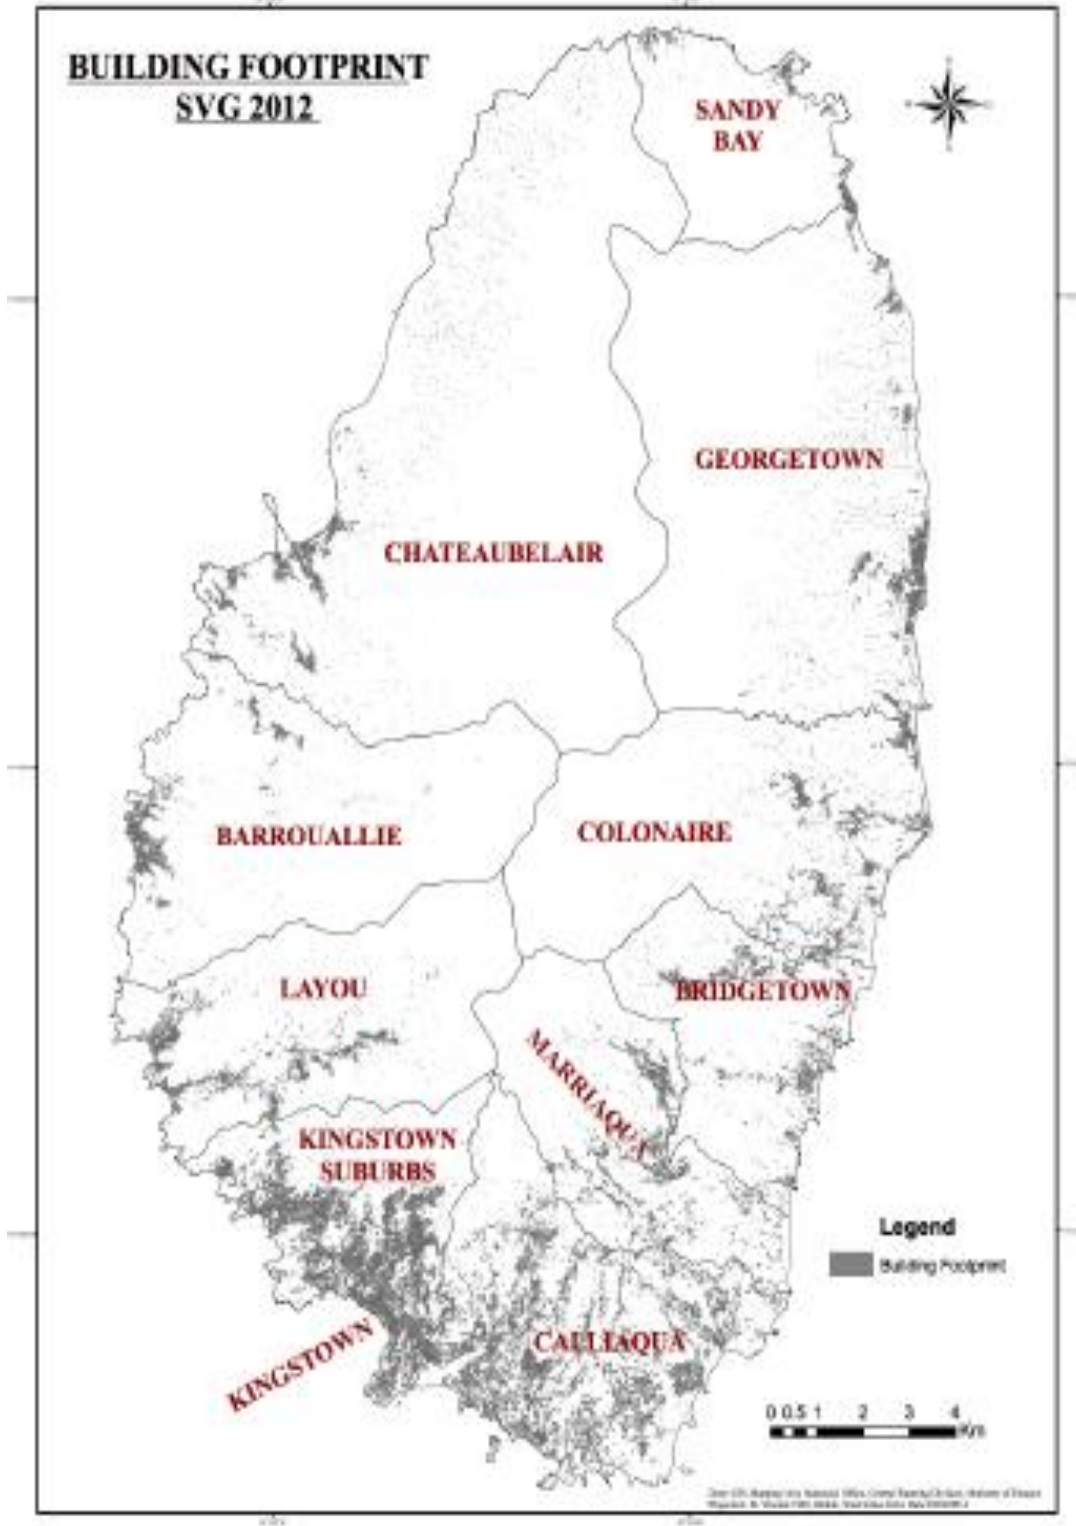 BUILDING FOOTPRINT
SVG 2012
SANDY
BAY
GEORGETOWN
CHATEAUBELAIR
BARROUALLIE
COLONAIRE
LAYOU
BRIDGETOWN
MARRIAQUA
KINGSTOWN
SUBURBS
Legend
Building Footprint
CALLIAQUA
KINGSTOWN
0 0.5 1 2 3 4
Km